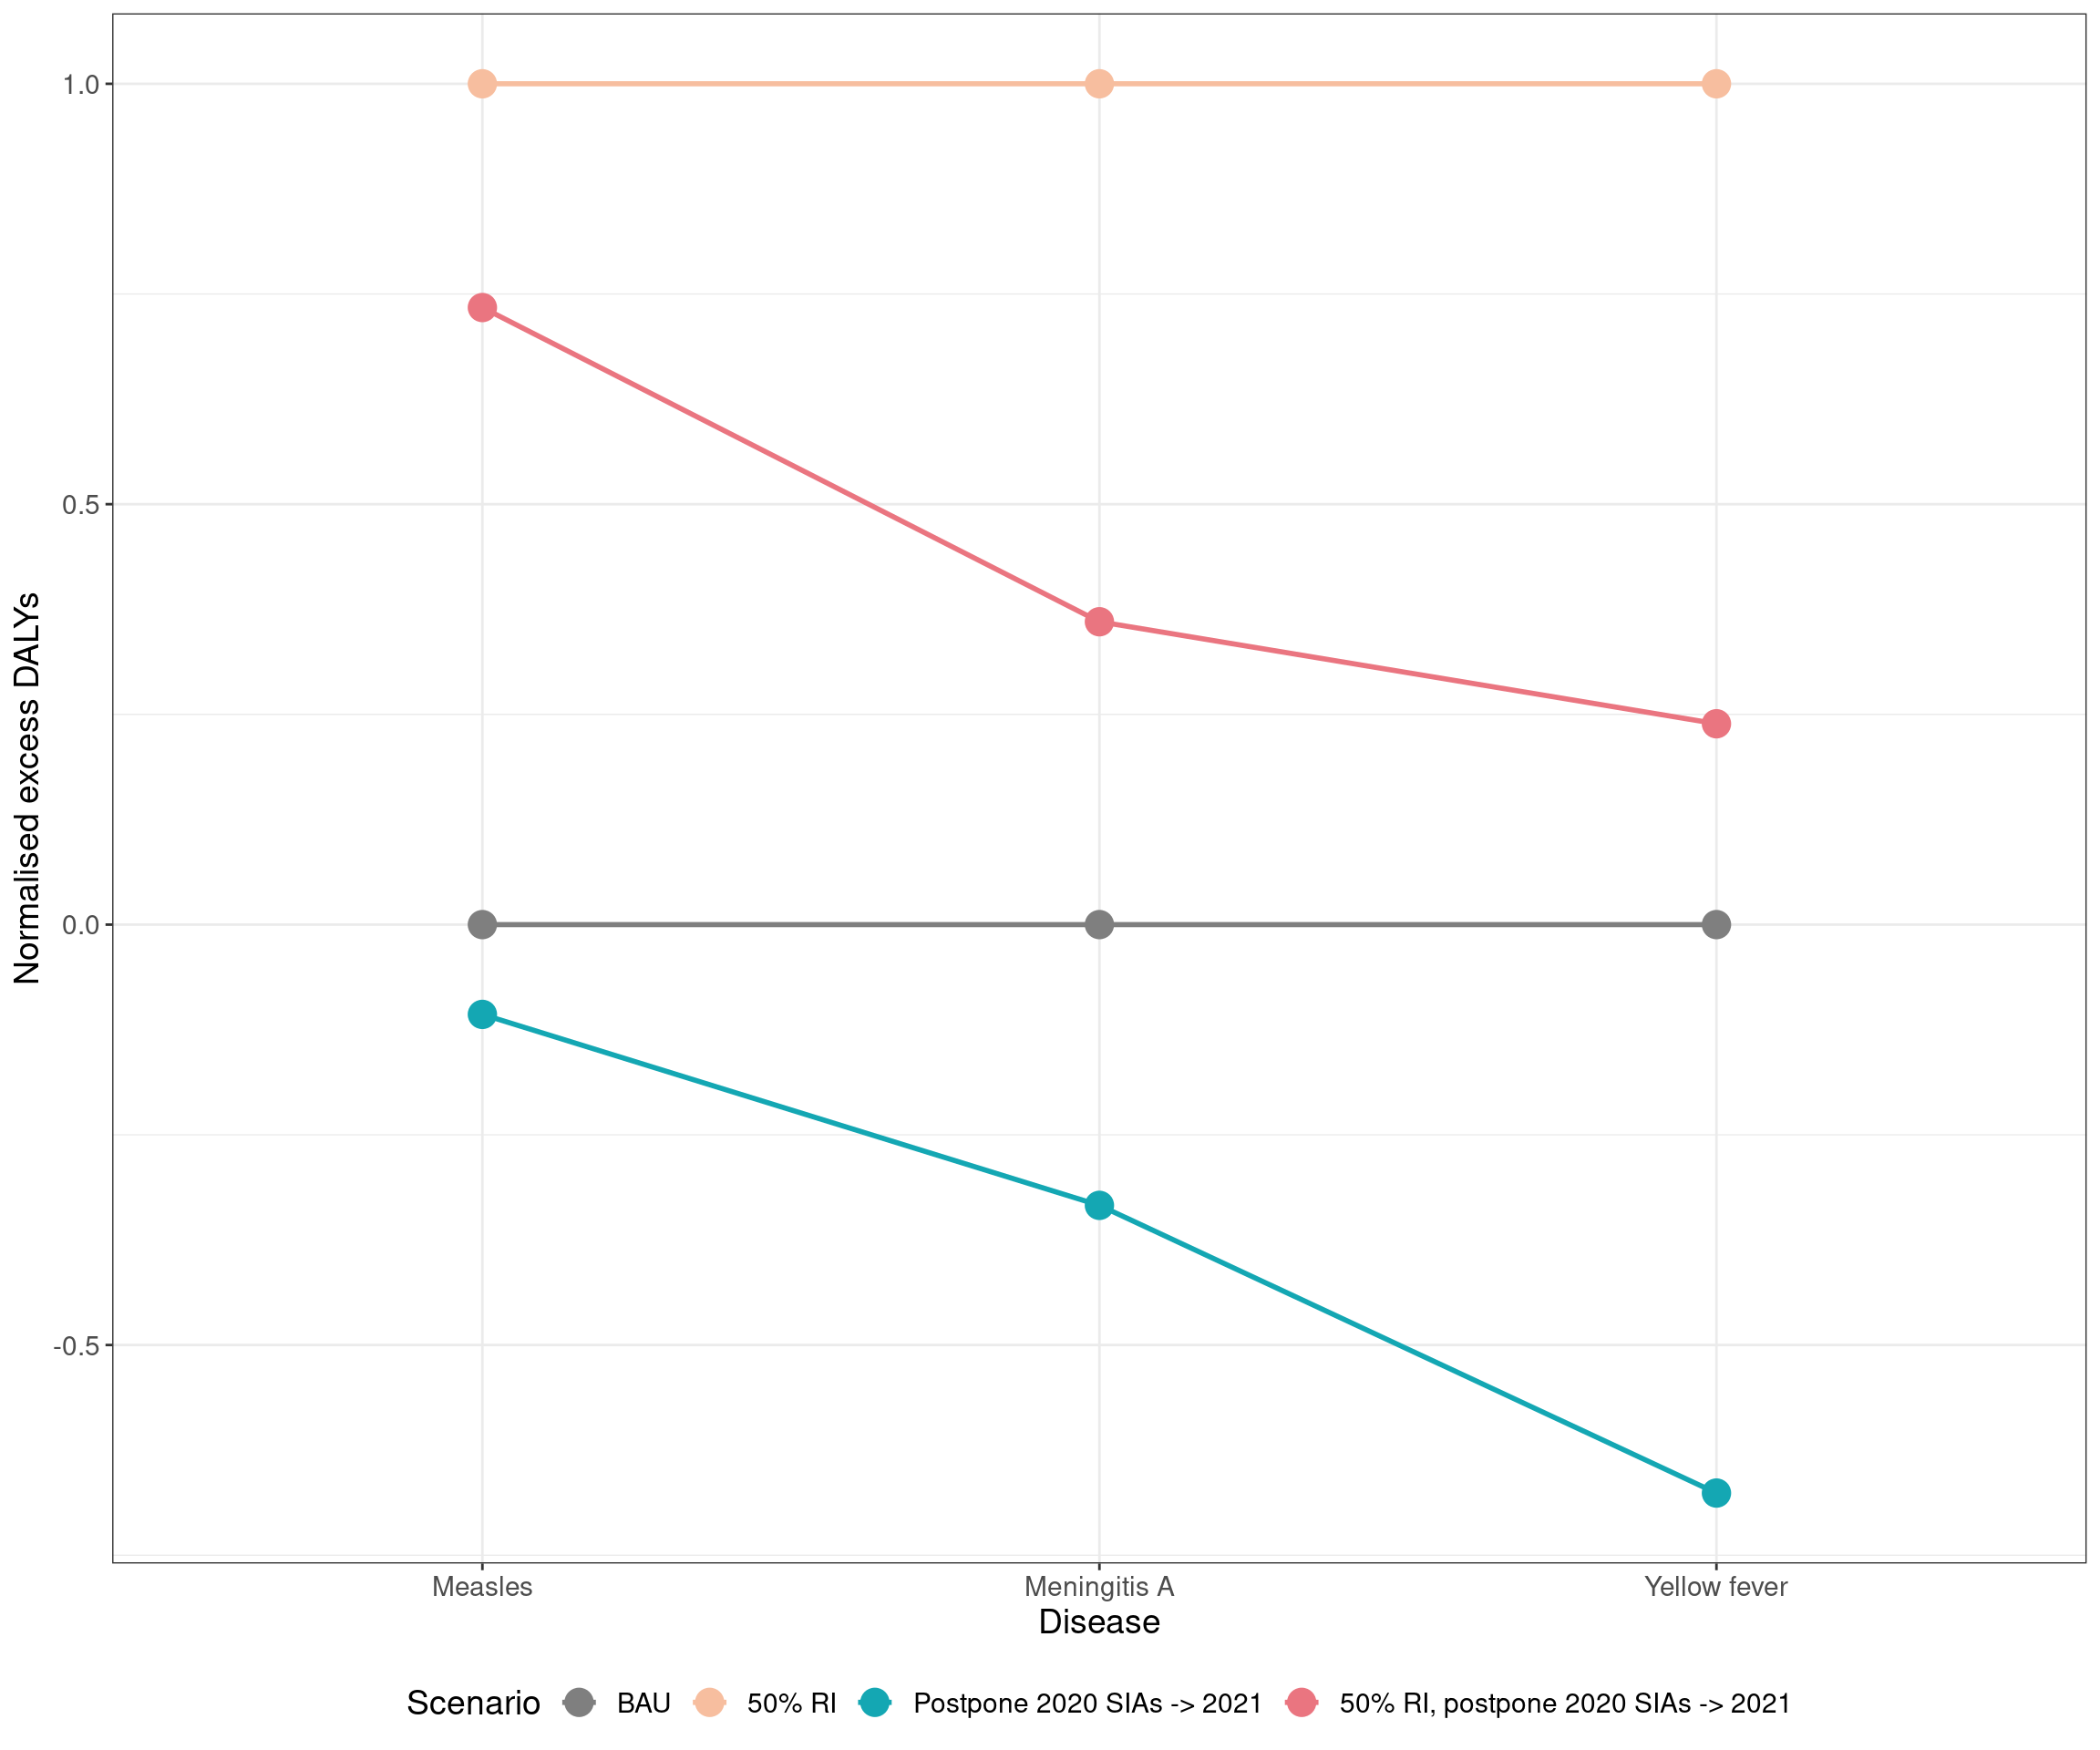 1.0
0.5
0.0
-0.5
Normalised excess DALYs
Measles Meningitis A Yellow fever
Disease
Scenario BAU 50% RI Postpone 2020 SIAs -> 2021 50% RI, postpone 2020 SIAs -> 2021